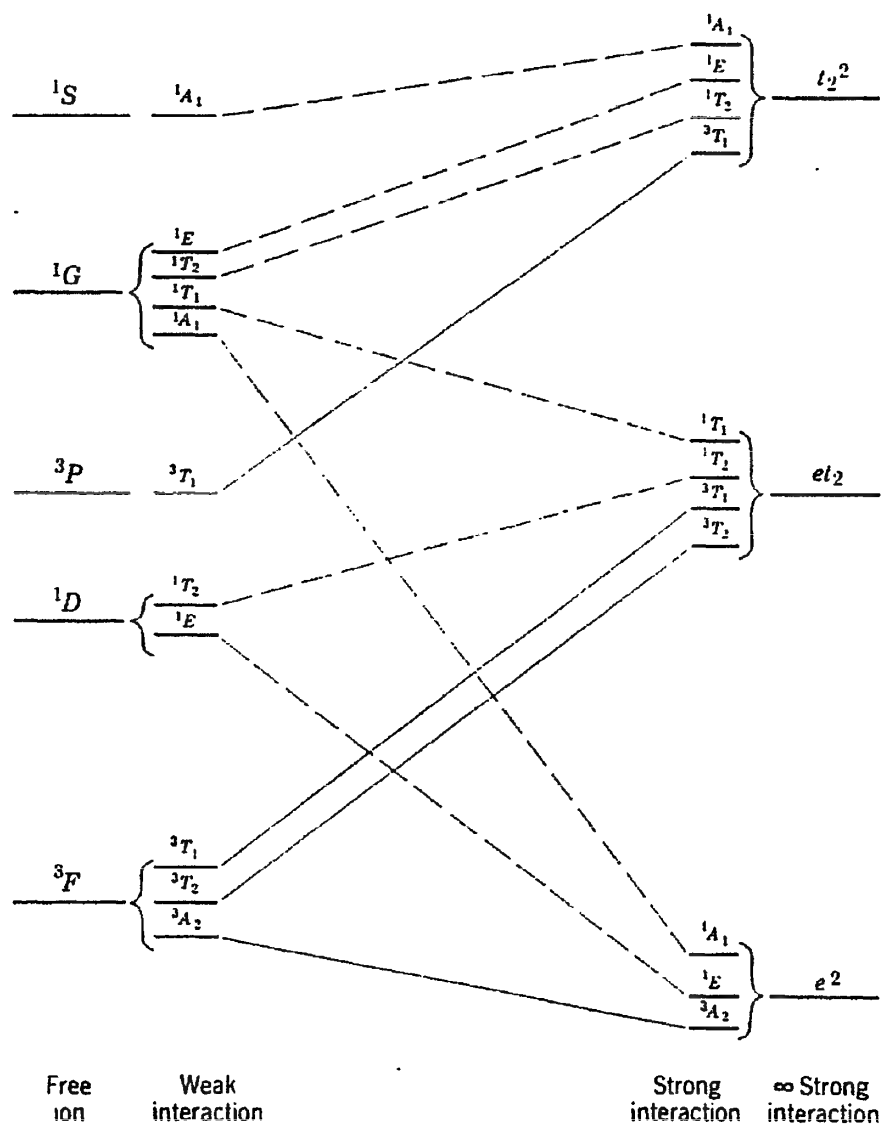 ¹S
¹A₁
¹G
¹E
¹T₂
¹T₁
¹A₁
³P
³T₁
¹D
¹T₂
¹E
³F
³T₁
³T₂
³A₂
¹A₁
¹E
¹T₂
³T₁
t₂²
¹T₁
¹T₂
³T₁
³T₂
et₂
¹A₁
¹E
³A₂
e²
Free
ion
Weak
interaction
Strong
interaction
∞ Strong
interaction